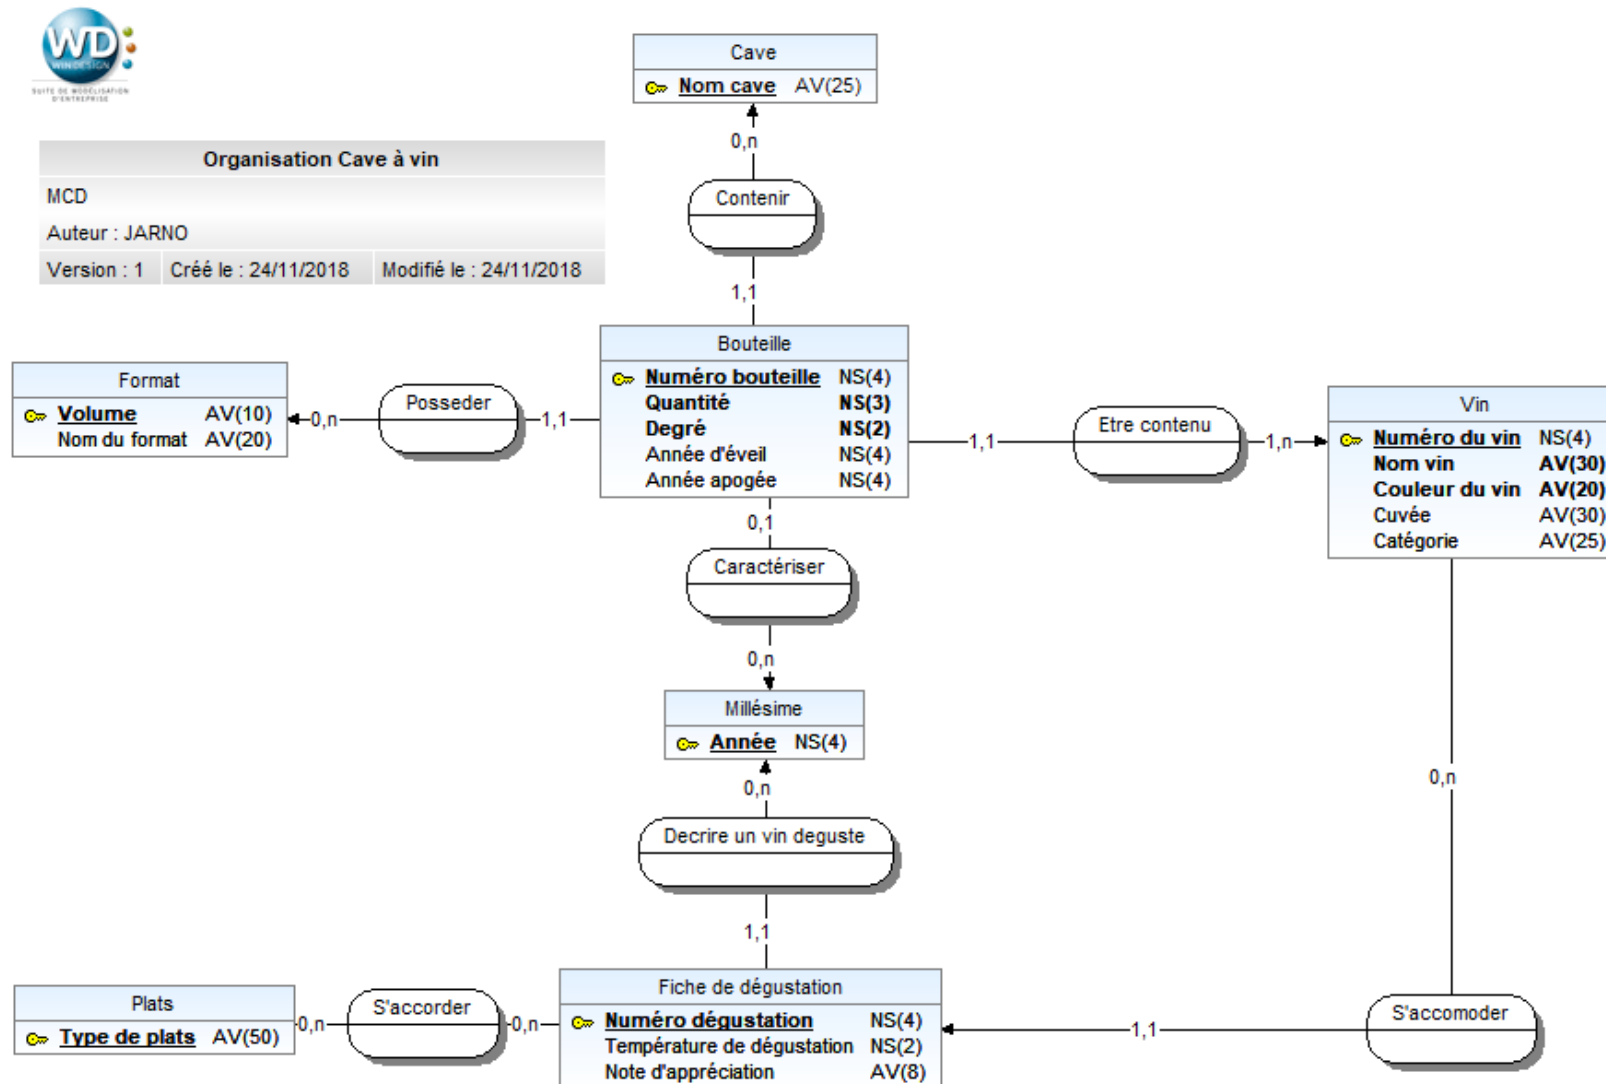 WD
WINDESIGN
SUITE DE MODÉLISATION
D'ENTREPRISE
Organisation Cave à vin
MCD
Auteur : JARNO
Version : 1 Créé le : 24/11/2018 Modifié le : 24/11/2018
Cave
Nom cave AV(25)
0,n
Contenir
1,1
Bouteille
Numéro bouteille NS(4)
Quantité NS(3)
Degré NS(2)
Année d'éveil NS(4)
Année apogée NS(4)
Format
Volume AV(10)
Nom du format AV(20)
0,n
Posseder
1,1
1,1
Etre contenu
1,n
Vin
Numéro du vin NS(4)
Nom vin AV(30)
Couleur du vin AV(20)
Cuvée AV(30)
Catégorie AV(25)
0,1
Caractériser
0,n
Millésime
Année NS(4)
0,n
Decrire un vin deguste
1,1
0,n
Plats
Type de plats AV(50)
0,n
S'accorder
0,n
Fiche de dégustation
Numéro dégustation NS(4)
Température de dégustation NS(2)
Note d'appréciation AV(8)
1,1
S'accomoder